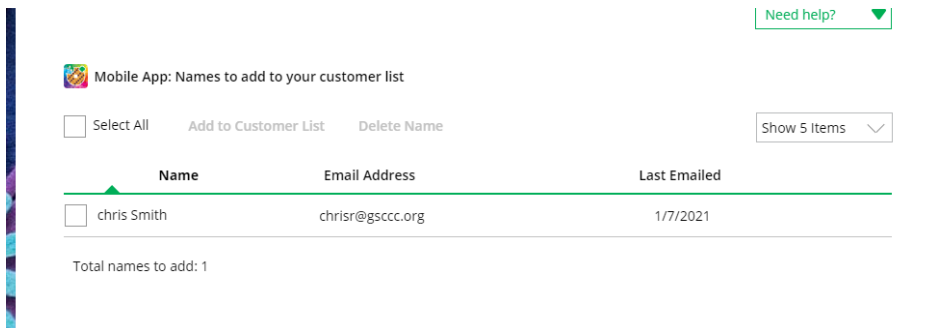 Need help?
Mobile App: Names to add to your customer list
Select All Add to Customer List Delete Name
Show 5 Items
Name Email Address Last Emailed
chris Smith chrisr@gsccc.org 1/7/2021
Total names to add: 1